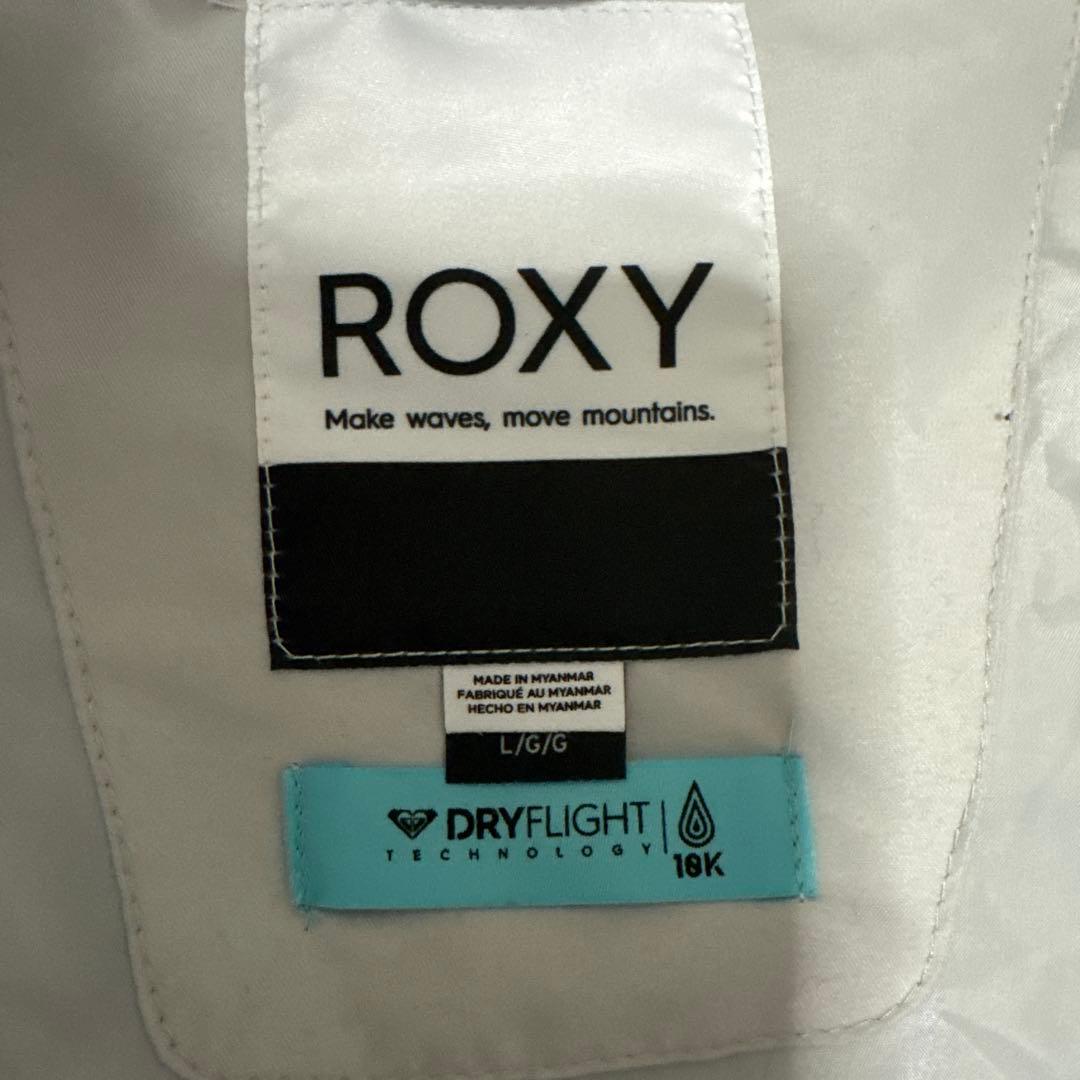 ROXY
Make waves, move mountains.
MADE IN MYANMAR
FABRIQUÉ AU MYANMAR
HECHO EN MYANMAR
L/G/G
DRYFLIGHT
TECHNOLOGY
10K